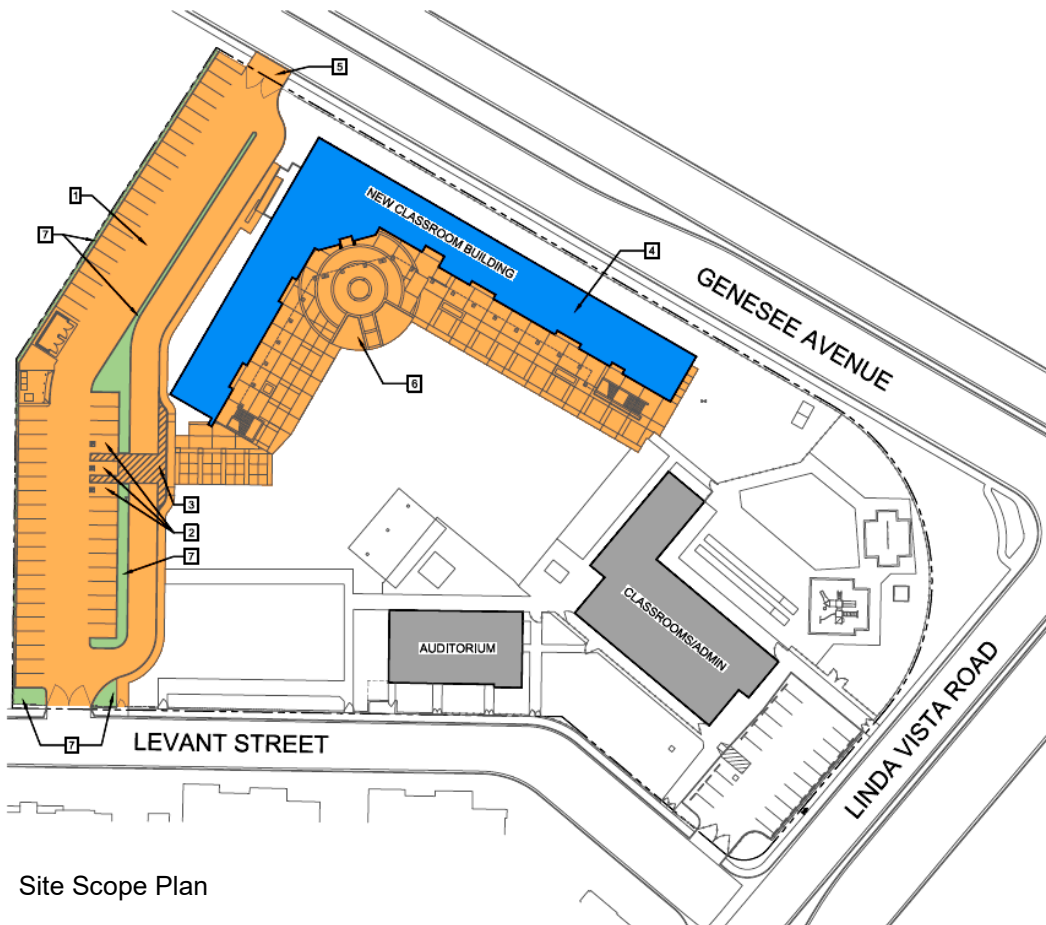 5
1
7
NEW CLASSROOM BUILDING
4
GENESEE AVENUE
6
3
2
7
CLASSROOMS/ADMIN
AUDITORIUM
LINDA VISTA ROAD
7
LEVANT STREET
Site Scope Plan